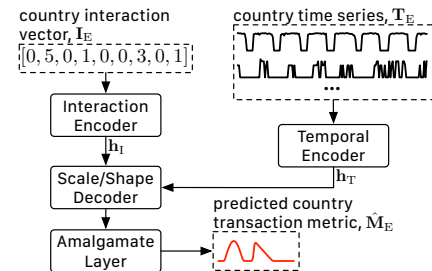 country interaction
vector, I_E
[0, 5, 0, 1, 0, 0, 3, 0, 1]
country time series, T_E
...
Interaction
Encoder
h_I
Temporal
Encoder
h_T
Scale/Shape
Decoder
Amalgamate
Layer
predicted country
transaction metric, M̂_E